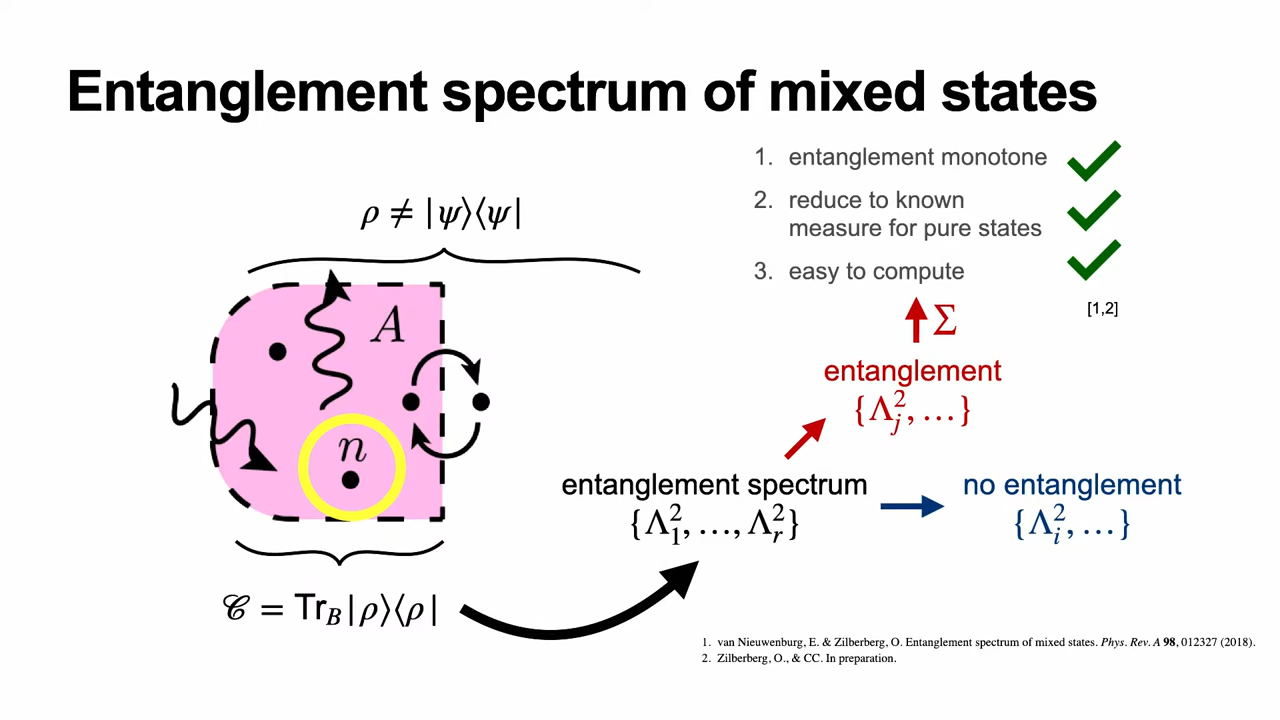 Entanglement spectrum of mixed states
1. entanglement monotone
2. reduce to known
measure for pure states
3. easy to compute
[1,2]
ρ ≠ |ψ⟩⟨ψ|
A
n
Σ
entanglement
{Λ_j^2, …}
entanglement spectrum
{Λ_1^2, …, Λ_r^2}
no entanglement
{Λ_i^2, …}
𝒞 = Tr_B|ρ⟩⟨ρ|
1. van Nieuwenburg, E. & Zilberberg, O. Entanglement spectrum of mixed states. Phys. Rev. A 98, 012327 (2018).
2. Zilberberg, O., & CC. In preparation.